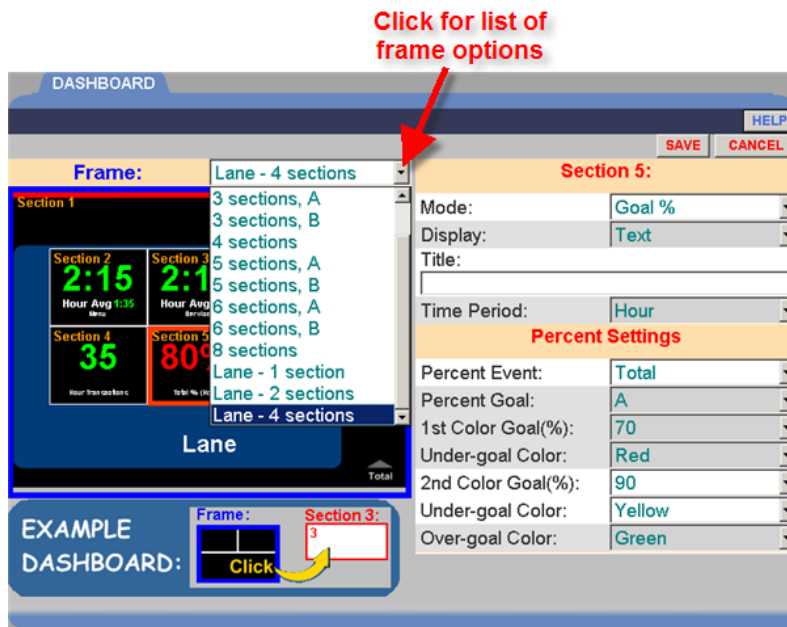 Click for list of
frame options
DASHBOARD
HELP
SAVE CANCEL
Frame: Lane - 4 sections
Section 5:
Section 1
3 sections, A
3 sections, B
4 sections
5 sections, A
5 sections, B
6 sections, A
6 sections, B
8 sections
Lane - 1 section
Lane - 2 sections
Lane - 4 sections
Section 2
2:15
Hour Avg 1:35
Menu
Section 3
2:1
Hour Avg
Section 4
35
Hour Transactions
Section 5
80%
Lane
Total
Mode: Goal %
Display: Text
Title:
Time Period: Hour
Percent Settings
Percent Event: Total
Percent Goal: A
1st Color Goal(%): 70
Under-goal Color: Red
2nd Color Goal(%): 90
Under-goal Color: Yellow
Over-goal Color: Green
EXAMPLE
DASHBOARD:
Frame:
Click
Section 3:
3